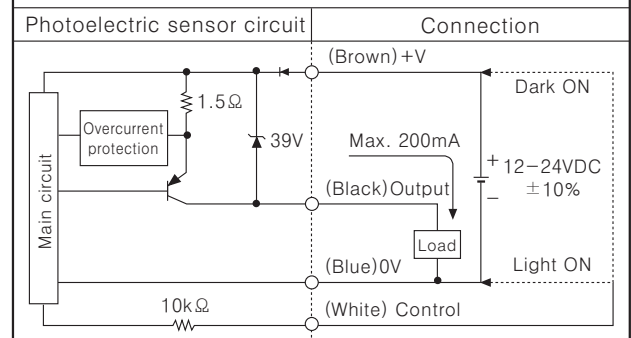 Photoelectric sensor circuit
Connection
(Brown)+V
Dark ON
1.5Ω
Overcurrent
protection
39V
Max. 200mA
+
12-24VDC
±10%
−
Main circuit
(Black)Output
Load
(Blue)0V
Light ON
10kΩ
(White) Control